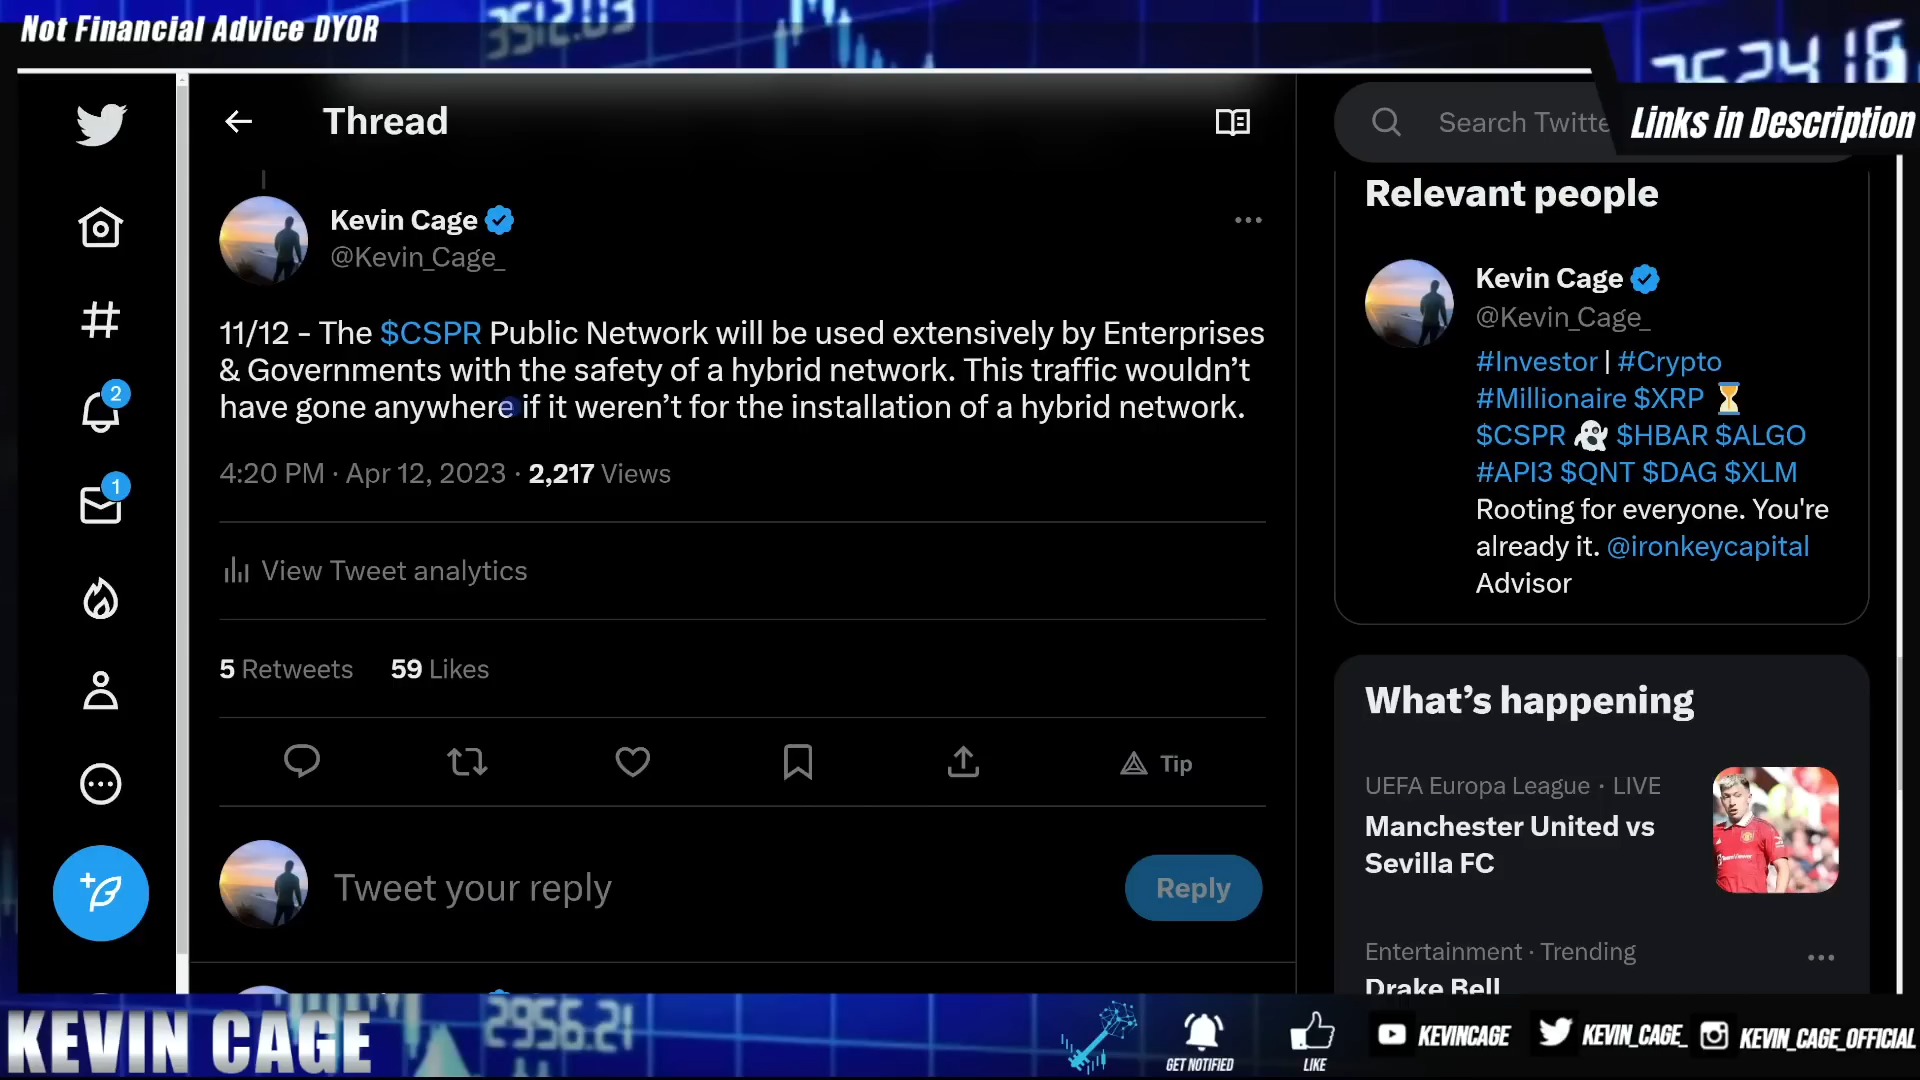 Not Financial Advice DYOR
3512.03
352418
Links in Description
Thread
Search Twitte
Kevin Cage
@Kevin_Cage_
11/12 - The $CSPR Public Network will be used extensively by Enterprises
& Governments with the safety of a hybrid network. This traffic wouldn’t
have gone anywhere if it weren’t for the installation of a hybrid network.
4:20 PM · Apr 12, 2023 · 2,217 Views
View Tweet analytics
5 Retweets 59 Likes
Tip
Tweet your reply
Reply
2
1
Relevant people
Kevin Cage
@Kevin_Cage_
#Investor | #Crypto
#Millionaire $XRP ⏳
$CSPR 👻 $HBAR $ALGO
#API3 $QNT $DAG $XLM
Rooting for everyone. You're
already it. @ironkeycapital
Advisor
What’s happening
UEFA Europa League · LIVE
Manchester United vs
Sevilla FC
Entertainment · Trending
Drake Bell
KEVIN CAGE
2956.21
GET NOTIFIED
LIKE
KEVINCAGE
KEVIN_CAGE_
KEVIN_CAGE_OFFICIAL